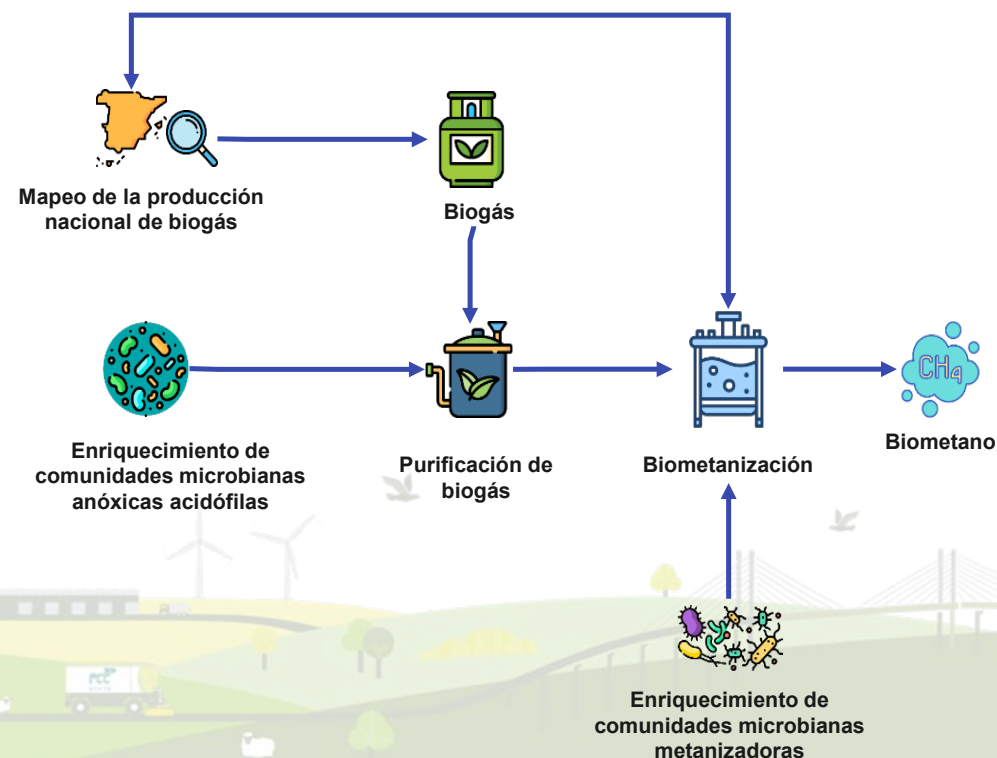 Mapeo de la producción
nacional de biogás
Biogás
Enriquecimiento de
comunidades microbianas
anóxicas acidófilas
Purificación de
biogás
Biometanización
CH4
Biometano
fcc
Enriquecimiento de
comunidades microbianas
metanizadoras